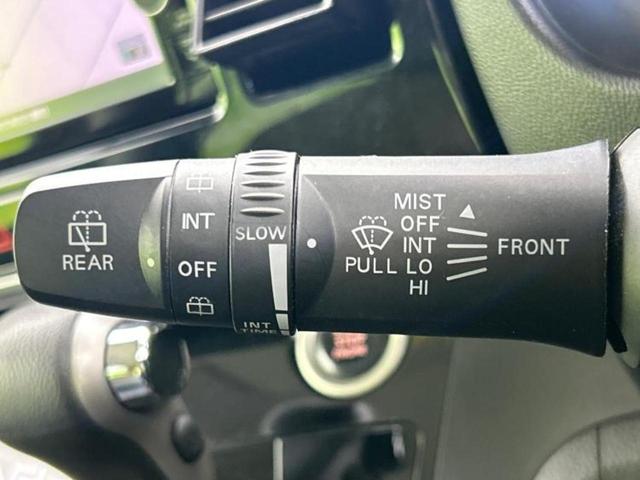 REAR
INT
OFF
SLOW
INT
TIME
MIST
OFF
INT
PULL LO
HI
FRONT